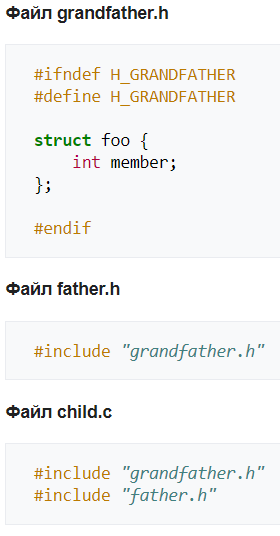 Файл grandfather.h
#ifndef H_GRANDFATHER
#define H_GRANDFATHER
struct foo {
    int member;
};
#endif
Файл father.h
#include "grandfather.h"
Файл child.c
#include "grandfather.h"
#include "father.h"